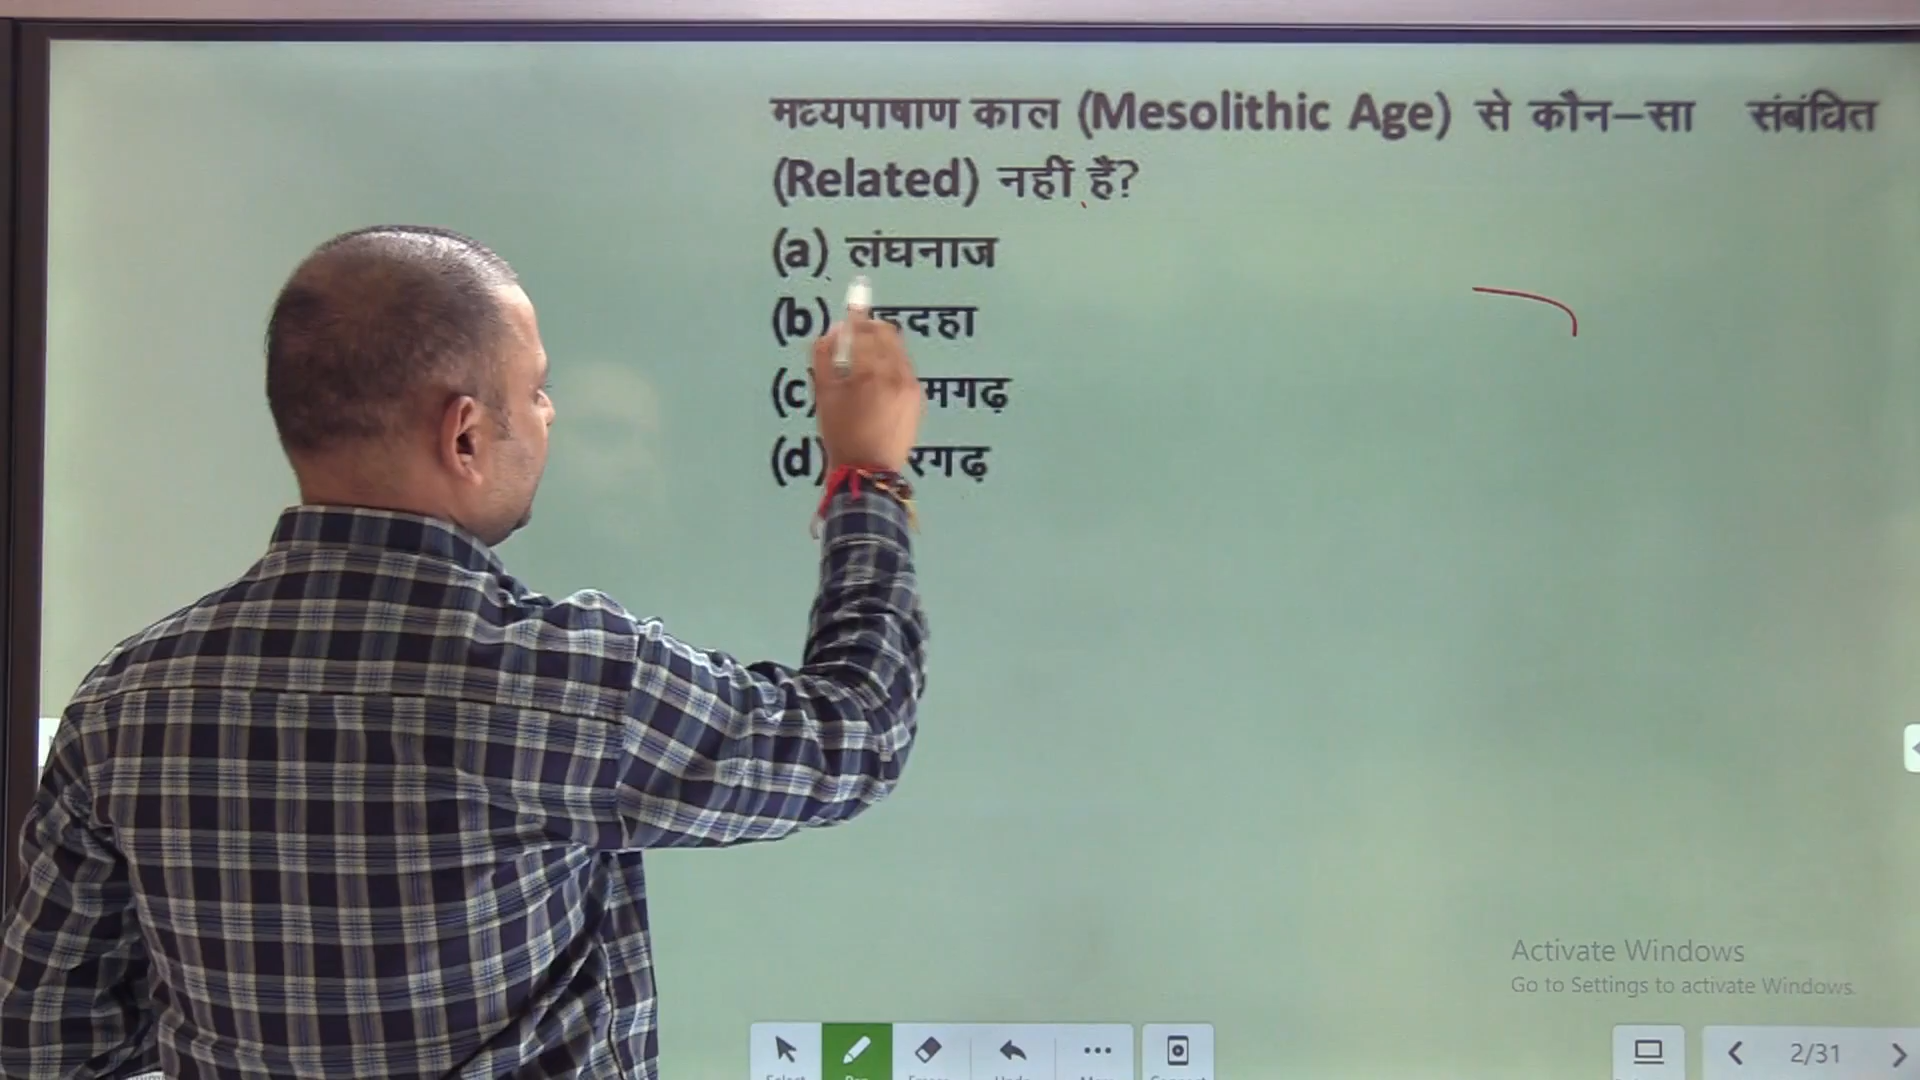 मध्यपाषाण काल (Mesolithic Age) से कौन–सा संबंधित
(Related) नहीं है?
(a) लंघनाज
(b)
(c)
(d)
Activate Windows
Go to Settings to activate Windows.
2/31